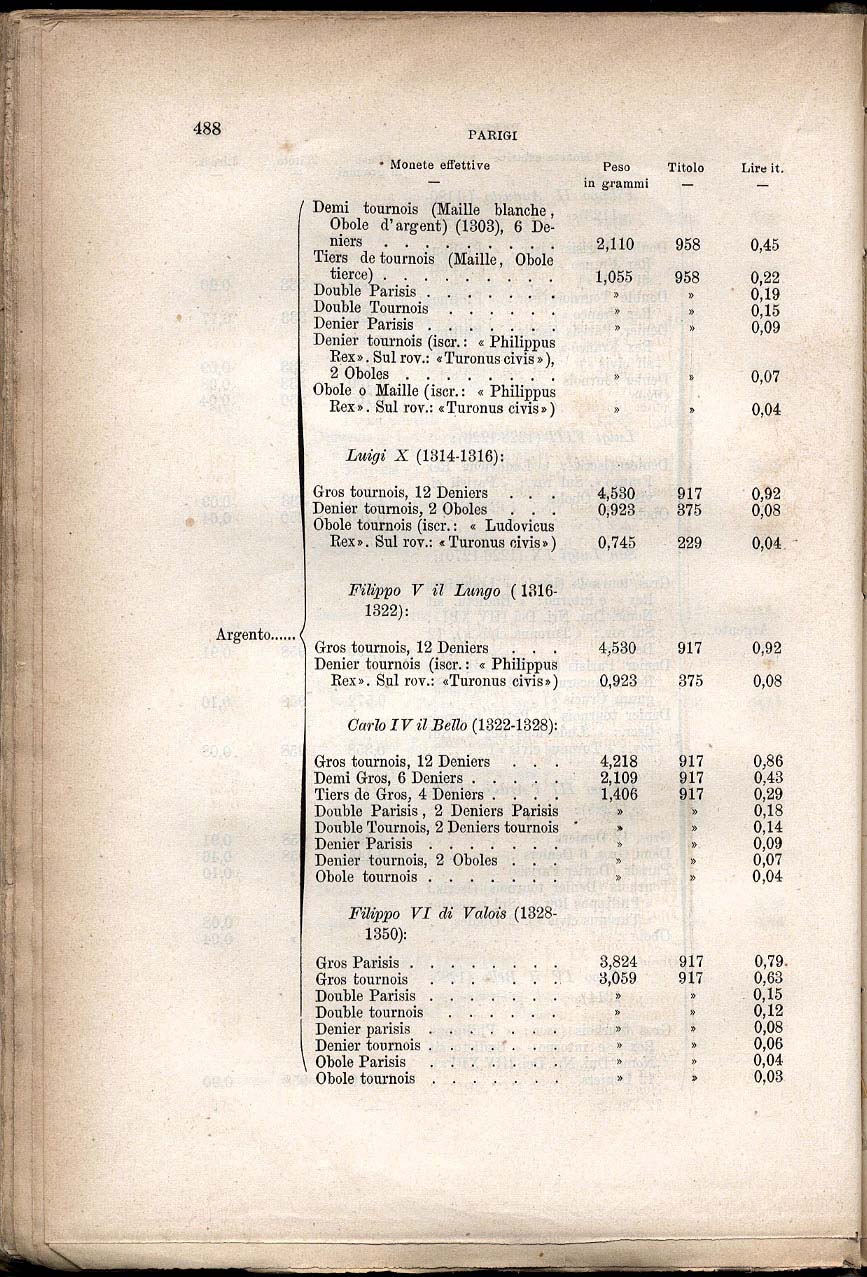 488
PARIGI
* Monete effettive Peso Titolo Lire it.
— in grammi — —
Demi tournois (Maille blanche,
Obole d'argent) (1303), 6 De-
niers . . . . . . . . . 2,110 958 0,45
Tiers de tournois (Maille, Obole
tierce) . . . . . . . . . 1,055 958 0,22
Double Parisis . . . . . . . » » 0,19
Double Tournois . . . . . . » » 0,15
Denier Parisis . . . . . . . » » 0,09
Denier tournois (iscr.: « Philippus
Rex». Sul rov.: «Turonus civis»),
2 Oboles . . . . . . . . » » 0,07
Obole o Maille (iscr.: « Philippus
Rex». Sul rov.: «Turonus civis») » » 0,04
Luigi X (1314-1316):
Gros tournois, 12 Deniers . . . 4,530 917 0,92
Denier tournois, 2 Oboles . . . 0,923 375 0,08
Obole tournois (iscr.: « Ludovicus
Rex». Sul rov.: «Turonus civis») 0,745 229 0,04
Filippo V il Lungo (1316-
1322):
Argento......
Gros tournois, 12 Deniers . . . 4,530 917 0,92
Denier tournois (iscr.: « Philippus
Rex». Sul rov.: «Turonus civis») 0,923 375 0,08
Carlo IV il Bello (1322-1328):
Gros tournois, 12 Deniers . . . 4,218 917 0,86
Demi Gros, 6 Deniers . . . . . 2,109 917 0,43
Tiers de Gros, 4 Deniers . . . . 1,406 917 0,29
Double Parisis, 2 Deniers Parisis » » 0,18
Double Tournois, 2 Deniers tournois » » 0,14
Denier Parisis . . . . . . . » » 0,09
Denier tournois, 2 Oboles . . . » » 0,07
Obole tournois . . . . . . . » » 0,04
Filippo VI di Valois (1328-
1350):
Gros Parisis . . . . . . . . 3,824 917 0,79
Gros tournois . . . . . . . 3,059 917 0,63
Double Parisis . . . . . . . » » 0,15
Double tournois . . . . . . » » 0,12
Denier parisis . . . . . . . » » 0,08
Denier tournois . . . . . . . » » 0,06
Obole Parisis . . . . . . . » » 0,04
Obole tournois . . . . . . . » » 0,03